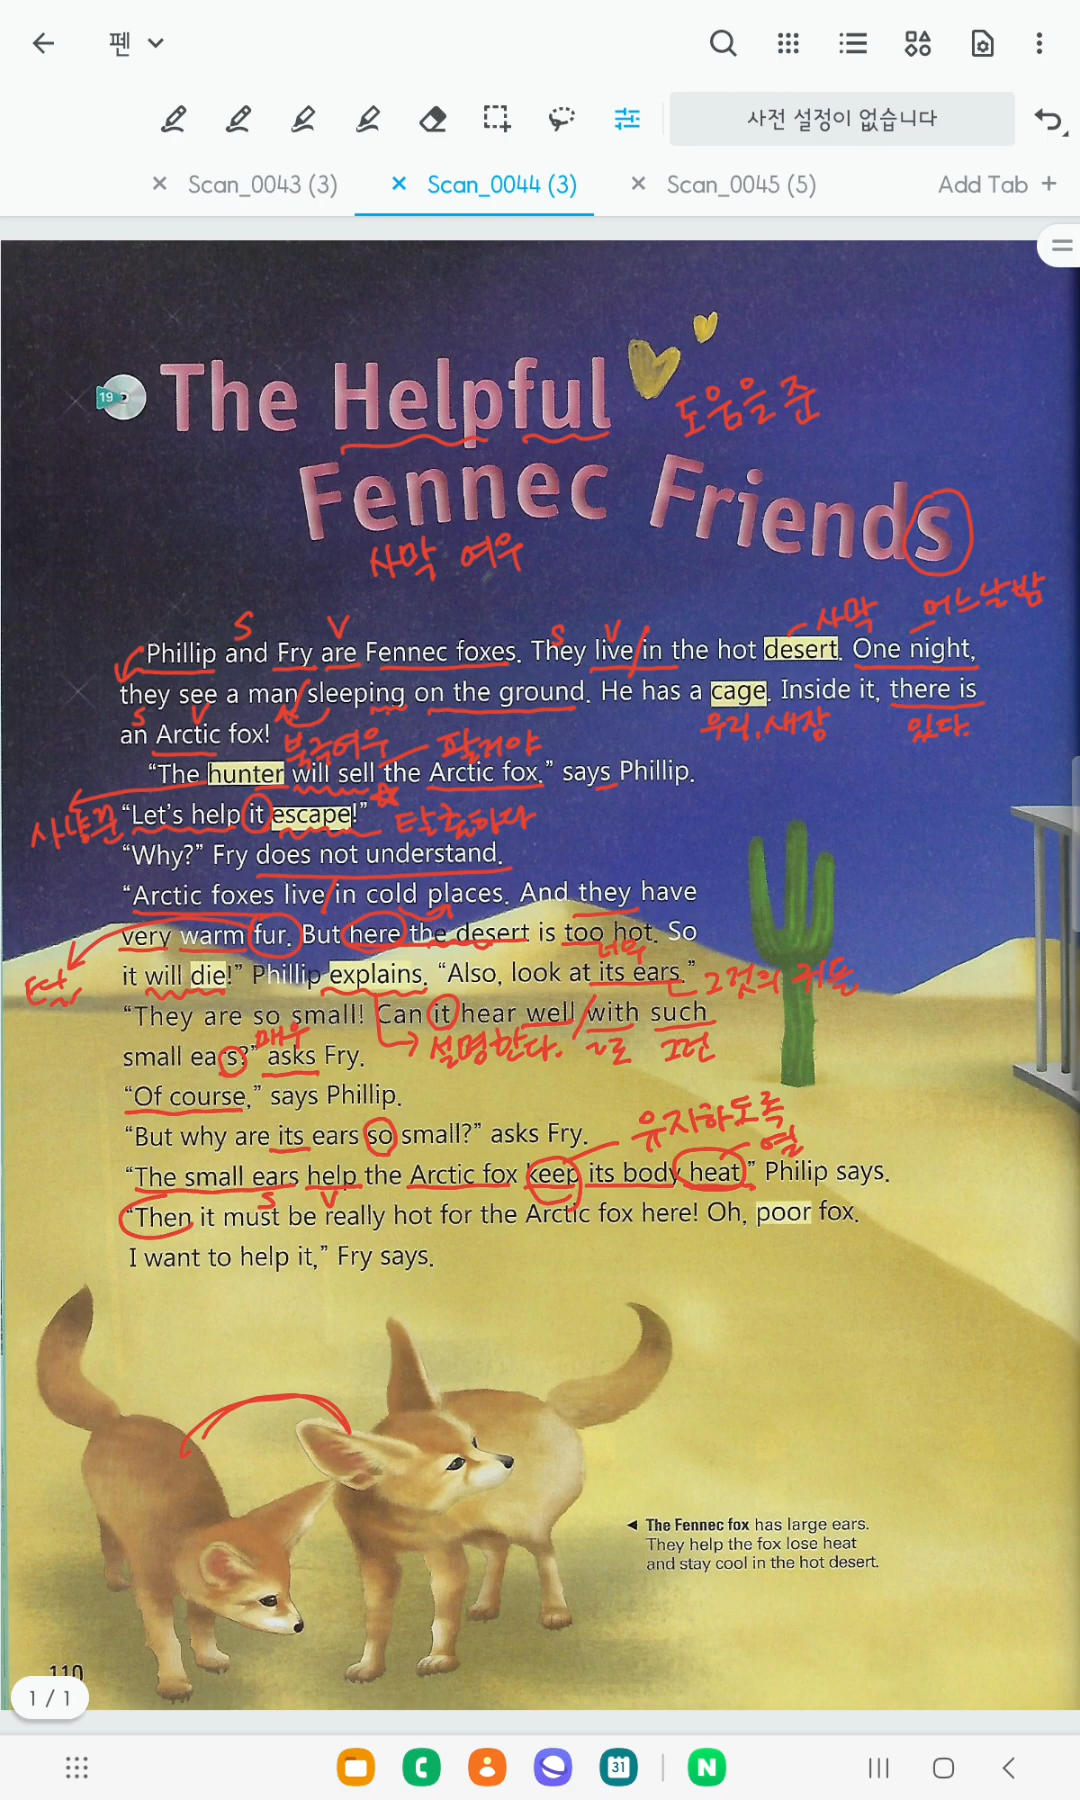 펜
사전 설정이 없습니다
Scan_0043 (3)
Scan_0044 (3)
Scan_0045 (5)
Add Tab +
19
The Helpful
도움을 준
Fennec Friends
사막 여우
S V S V 사막 어느날 밤
Phillip and Fry are Fennec foxes. They live in the hot desert. One night,
they see a man sleeping on the ground. He has a cage. Inside it, there is
S V 우리, 새장 있다.
an Arctic fox!
북극여우 팔거야
“The hunter will sell the Arctic fox,” says Phillip.
사냥꾼 “Let’s help it escape!” 탈출하다
“Why?” Fry does not understand.
“Arctic foxes live in cold places. And they have
very warm fur. But here the desert is too hot. So
털 너무
it will die!” Phillip explains. “Also, look at its ears.” 그것의 귀들
“They are so small! Can it hear well with such
매우 설명한다. 그런
small ears?” asks Fry.
“Of course,” says Phillip.
유지하도록
“But why are its ears so small?” asks Fry. 열
“The small ears help the Arctic fox keep its body heat,” Philip says.
S V
“Then it must be really hot for the Arctic fox here! Oh, poor fox.
I want to help it,” Fry says.
◄ The Fennec fox has large ears.
They help the fox lose heat
and stay cool in the hot desert.
110
1 / 1
31
N